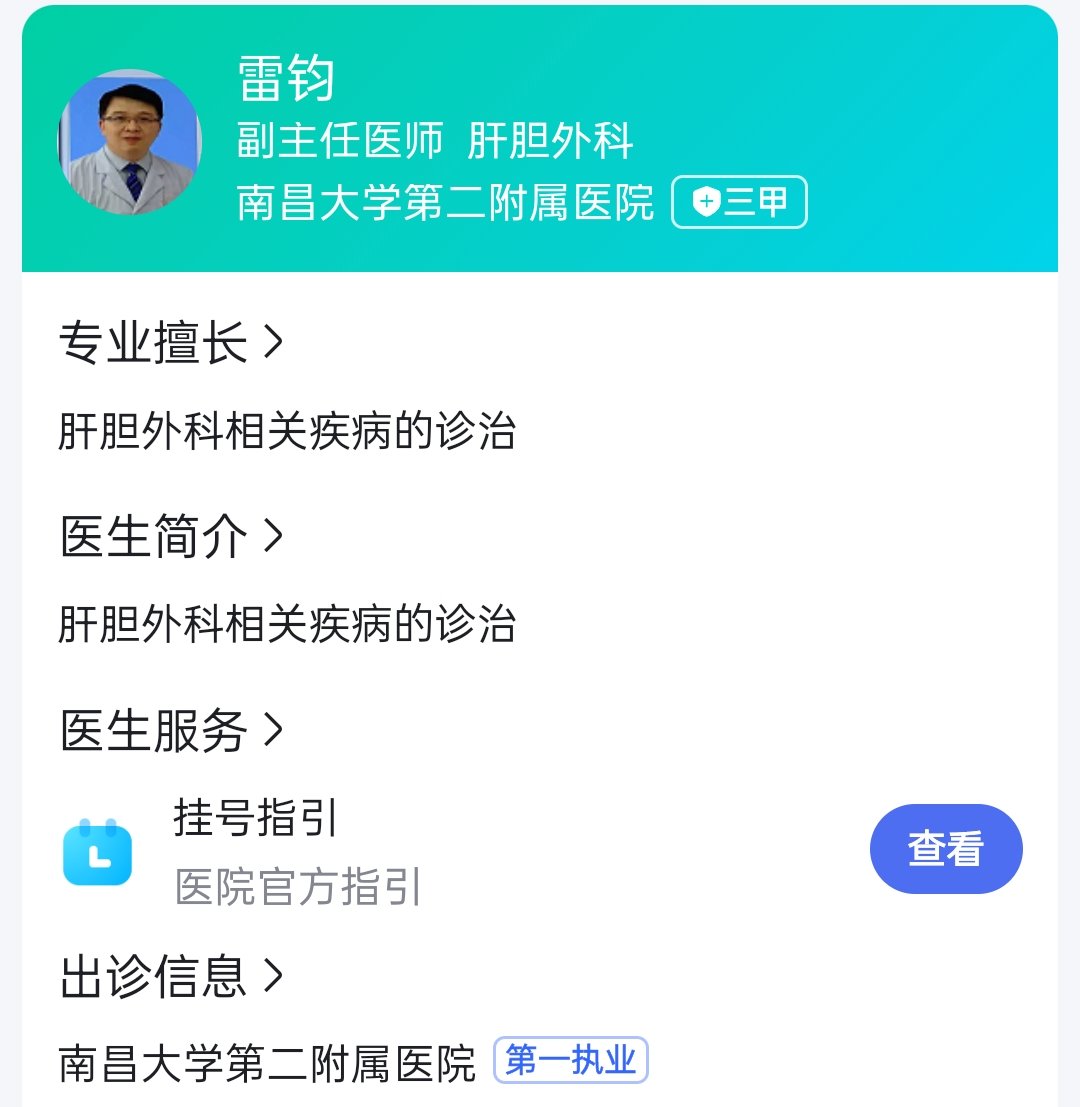 雷钧
副主任医师 肝胆外科
南昌大学第二附属医院 三甲
专业擅长
肝胆外科相关疾病的诊治
医生简介
肝胆外科相关疾病的诊治
医生服务
挂号指引
医院官方指引
查看
出诊信息
南昌大学第二附属医院 第一执业